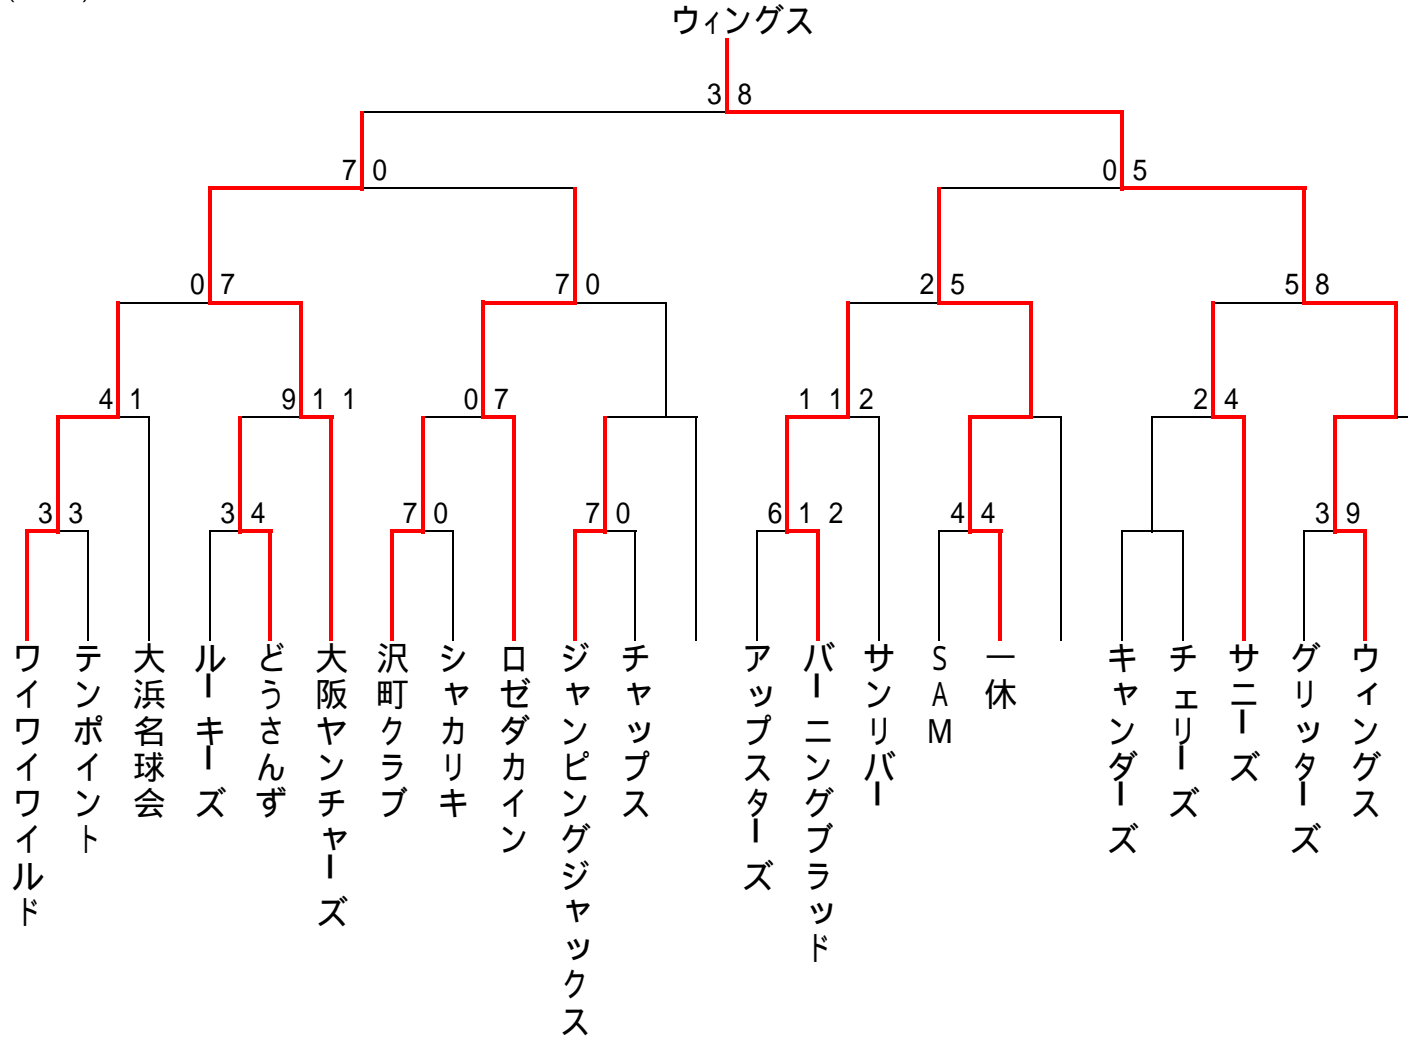 ウィングス
3 8
7 0
0 5
0 7
7 0
2 5
5 8
4 1
9 1 1
0 7
1 1 2
2 4
3 3
3 4
7 0
7 0
6 1 2
4 4
3 9
ワイワイワイルド
テンポイント
大浜名球会
ルーキーズ
どうさんず
大阪ヤンチャーズ
沢町クラブ
シャカリキ
ロゼダカイン
ジャンピングジャックス
チャップス
アップスターズ
バーニングブラッド
サンリバー
SAM
一休
キャンダーズ
チェリーズ
サニーズ
グリッターズ
ウィングス